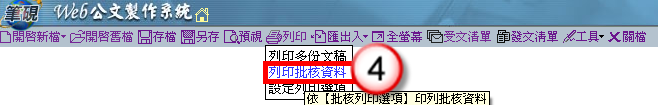 筆硯 Web公文製作系統
開啓新檔 開啓舊檔 存檔 另存 預視 列印 匯出入 全螢幕 受文清單 發文清單 工具 關檔
列印多份文稿
列印批核資料 4
設定列印選項
依【批核列印選項】印列批核資料